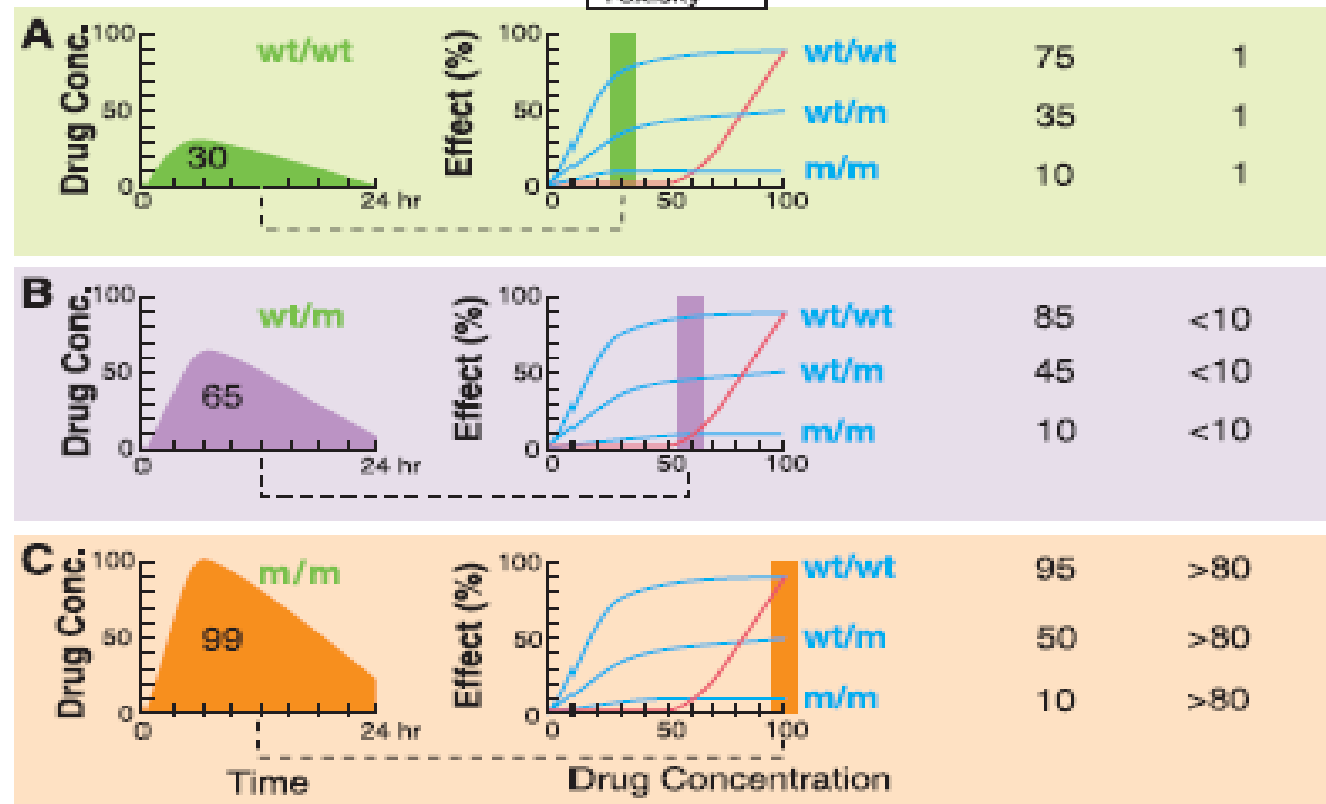 A
Drug Conc.
100
50
0
wt/wt
30
0
24 hr
Effect (%)
100
50
0
0
50
100
wt/wt 75 1
wt/m 35 1
m/m 10 1
B
Drug Conc.
100
50
0
wt/m
65
0
24 hr
Effect (%)
100
50
0
0
50
100
wt/wt 85 <10
wt/m 45 <10
m/m 10 <10
C
Drug Conc.
100
50
0
m/m
99
0
24 hr
Effect (%)
100
50
0
0
50
100
wt/wt 95 >80
wt/m 50 >80
m/m 10 >80
Time
Drug Concentration